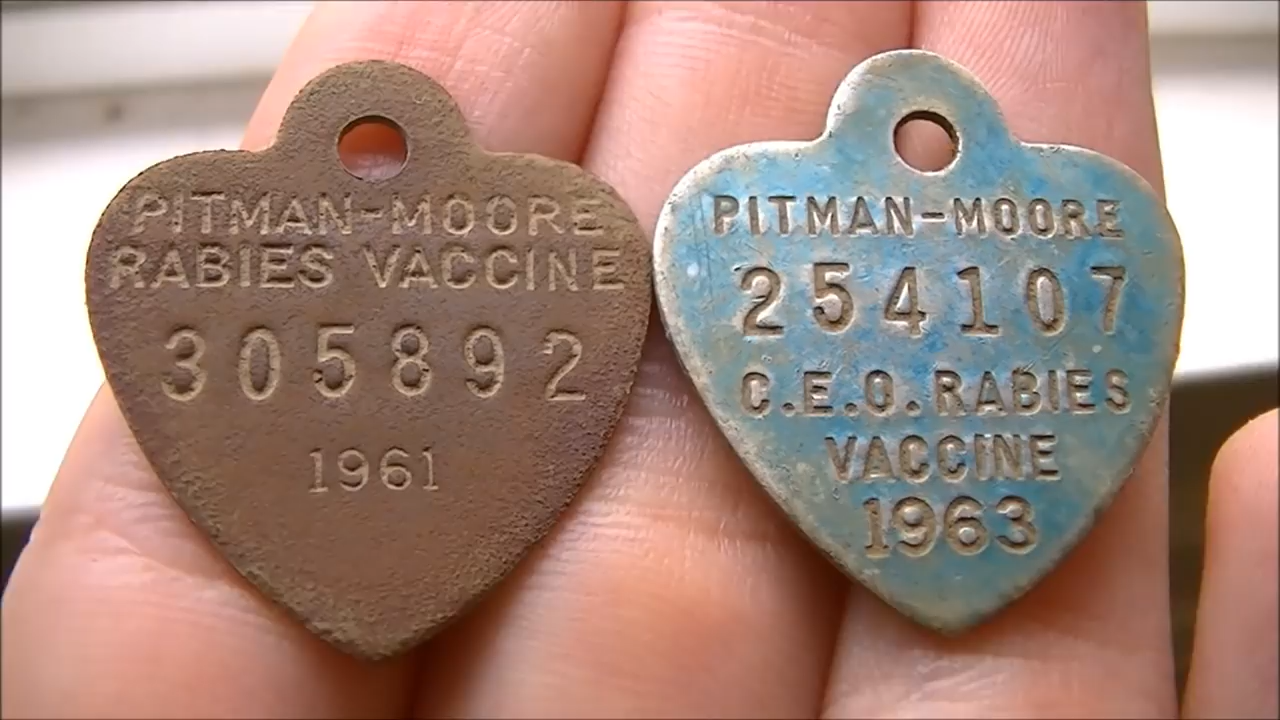 PITMAN-MOORE
RABIES VACCINE
305892
1961
PITMAN-MOORE
254107
C.E.O. RABIES
VACCINE
1963